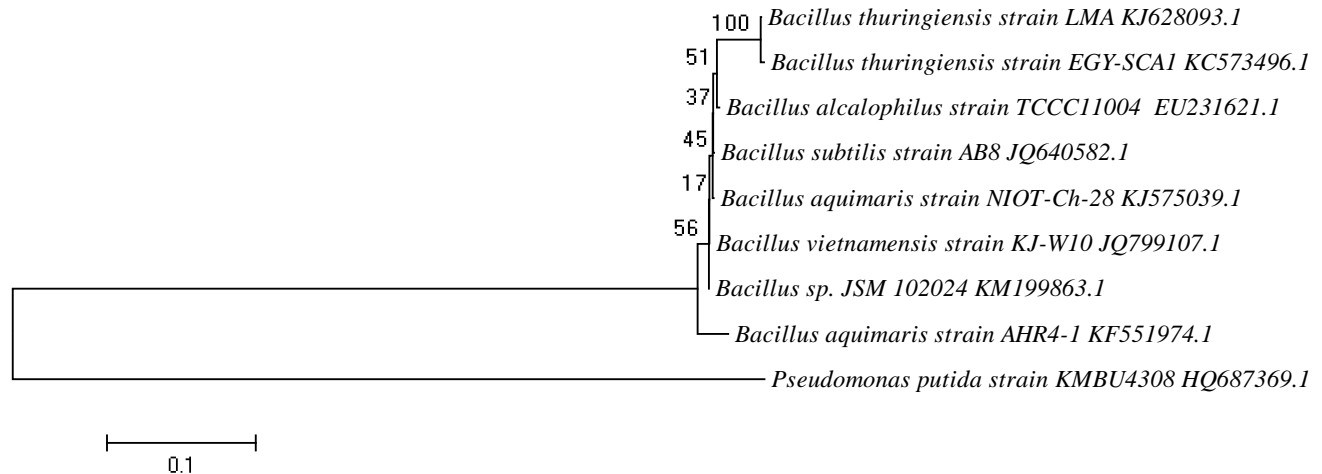 100
Bacillus thuringiensis strain LMA KJ628093.1
51
Bacillus thuringiensis strain EGY-SCA1 KC573496.1
37
Bacillus alcalophilus strain TCCC11004 EU231621.1
45
Bacillus subtilis strain AB8 JQ640582.1
17
Bacillus aquimaris strain NIOT-Ch-28 KJ575039.1
56
Bacillus vietnamensis strain KJ-W10 JQ799107.1
Bacillus sp. JSM 102024 KM199863.1
Bacillus aquimaris strain AHR4-1 KF551974.1
Pseudomonas putida strain KMBU4308 HQ687369.1
0.1